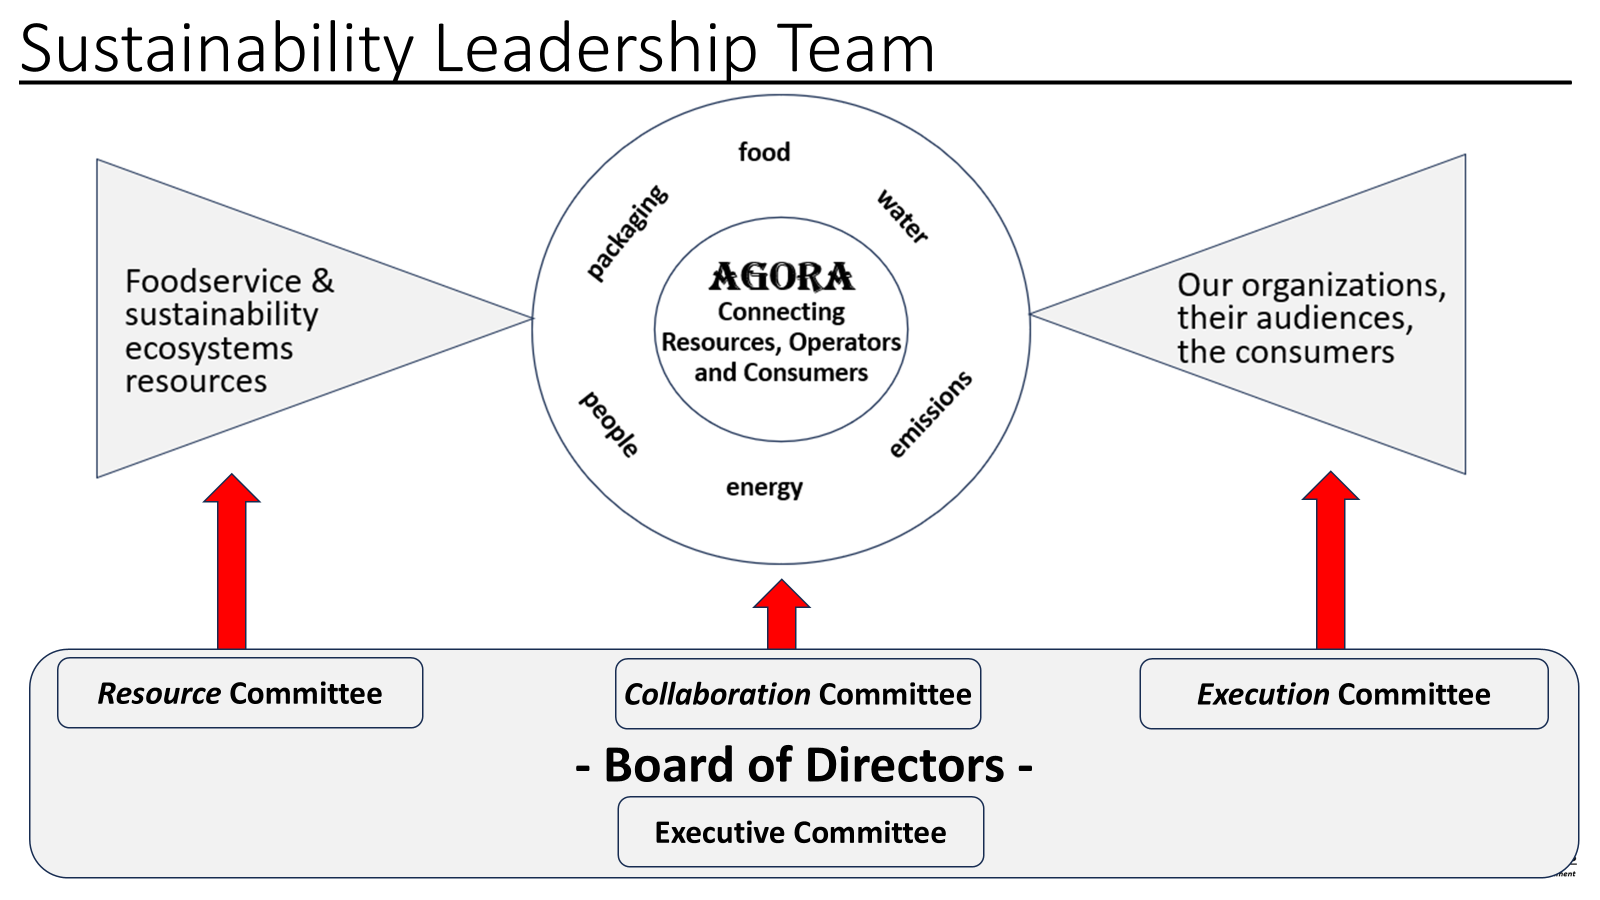 Sustainability Leadership Team
food
packaging
water
Foodservice &
sustainability
ecosystems
resources
AGORA
Connecting
Resources, Operators
and Consumers
Our organizations,
their audiences,
the consumers
people
emissions
energy
Resource Committee
Collaboration Committee
Execution Committee
- Board of Directors -
Executive Committee